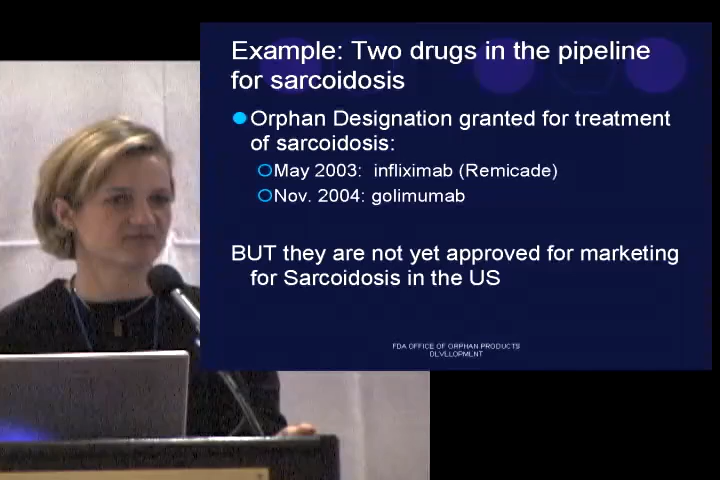 Example: Two drugs in the pipeline
for sarcoidosis
Orphan Designation granted for treatment
of sarcoidosis:
May 2003: infliximab (Remicade)
Nov. 2004: golimumab
BUT they are not yet approved for marketing
for Sarcoidosis in the US
FDA OFFICE OF ORPHAN PRODUCTS
DEVELOPMENT